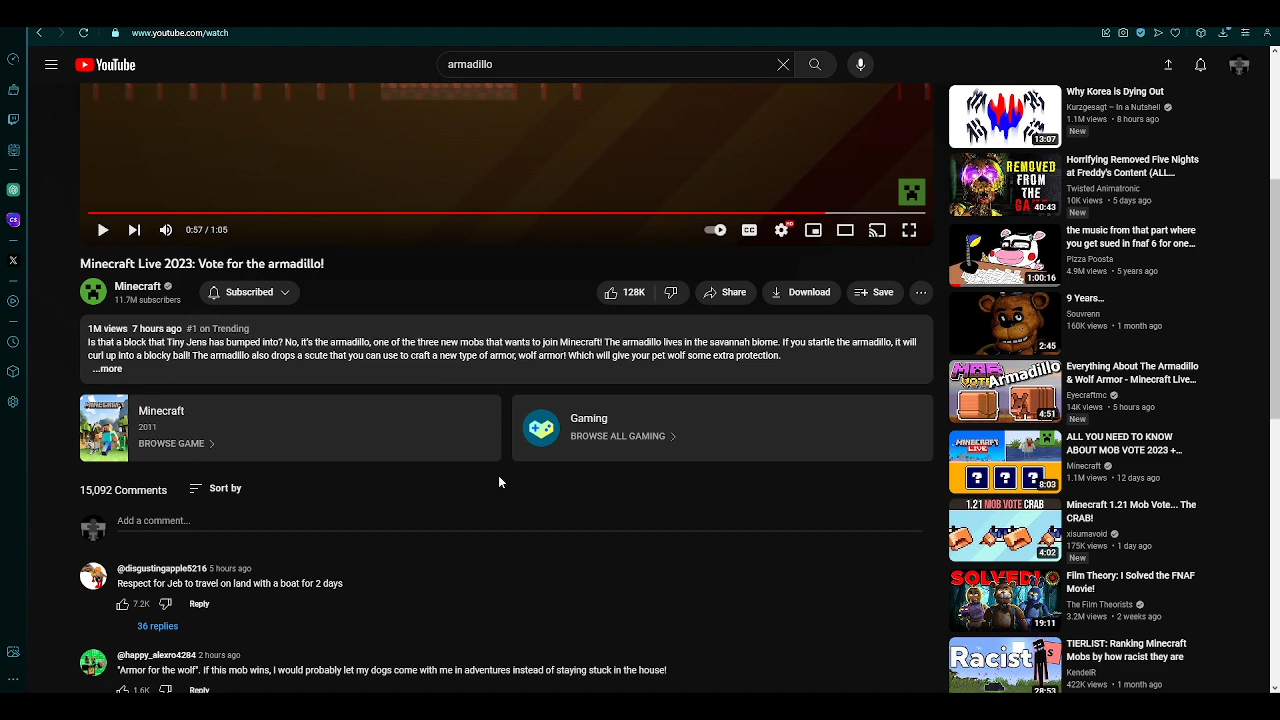 www.youtube.com/watch
YouTube
armadillo
0:57 / 1:05
CC
HD
Minecraft Live 2023: Vote for the armadillo!
Minecraft
11.7M subscribers
Subscribed
128K
Share
Download
Save
1M views 7 hours ago #1 on Trending
Is that a block that Tiny Jens has bumped into? No, it's the armadillo, one of the three new mobs that wants to join Minecraft! The armadillo lives in the savannah biome. If you startle the armadillo, it will
curl up into a blocky ball! The armadillo also drops a scute that you can use to craft a new type of armor, wolf armor! Which will give your pet wolf some extra protection.
...more
MINECRAFT
Minecraft
2011
BROWSE GAME
Gaming
BROWSE ALL GAMING
15,092 Comments
Sort by
Add a comment...
@disgustingapple5216 5 hours ago
Respect for Jeb to travel on land with a boat for 2 days
7.2K
Reply
36 replies
@happy_alexro4284 2 hours ago
"Armor for the wolf". If this mob wins, I would probably let my dogs come with me in adventures instead of staying stuck in the house!
1.6K
Reply
13:07
Why Korea is Dying Out
Kurzgesagt – In a Nutshell
1.1M views • 8 hours ago
New
REMOVED
FROM
THE
GAME
40:43
Horrifying Removed Five Nights
at Freddy's Content (ALL...
Twisted Animatronic
10K views • 5 days ago
New
1:00:16
the music from that part where
you get sued in fnaf 6 for one...
Pizza Poosta
4.9M views • 5 years ago
2:45
9 Years...
Souvrenn
160K views • 1 month ago
MOB
VOTE
Armadillo
4:51
Everything About The Armadillo
& Wolf Armor - Minecraft Live...
Eyecraftmc
14K views • 5 hours ago
New
MINECRAFT
LIVE
? ? ?
8:03
ALL YOU NEED TO KNOW
ABOUT MOB VOTE 2023 +...
Minecraft
1.1M views • 12 days ago
1.21 MOB VOTE CRAB
4:02
Minecraft 1.21 Mob Vote... The
CRAB!
xisumavoid
175K views • 1 day ago
New
SOLVED!
19:11
Film Theory: I Solved the FNAF
Movie!
The Film Theorists
3.2M views • 2 weeks ago
Racist
S
28:53
TIERLIST: Ranking Minecraft
Mobs by how racist they are
KendelR
422K views • 1 month ago